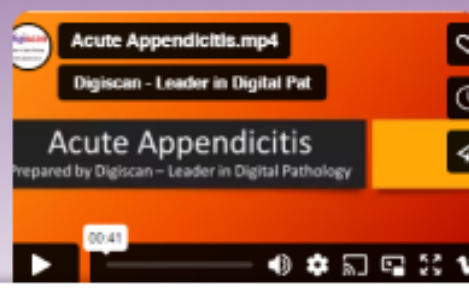 Acute Appendicitis.mp4
Digiscan - Leader in Digital Pat
Acute Appendicitis
Prepared by Digiscan – Leader in Digital Pathology
00:41